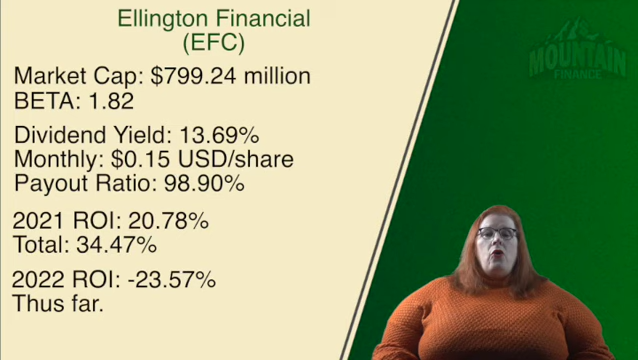 Ellington Financial
(EFC)
Market Cap: $799.24 million
BETA: 1.82
Dividend Yield: 13.69%
Monthly: $0.15 USD/share
Payout Ratio: 98.90%
2021 ROI: 20.78%
Total: 34.47%
2022 ROI: -23.57%
Thus far.
MOUNTAIN
FINANCE